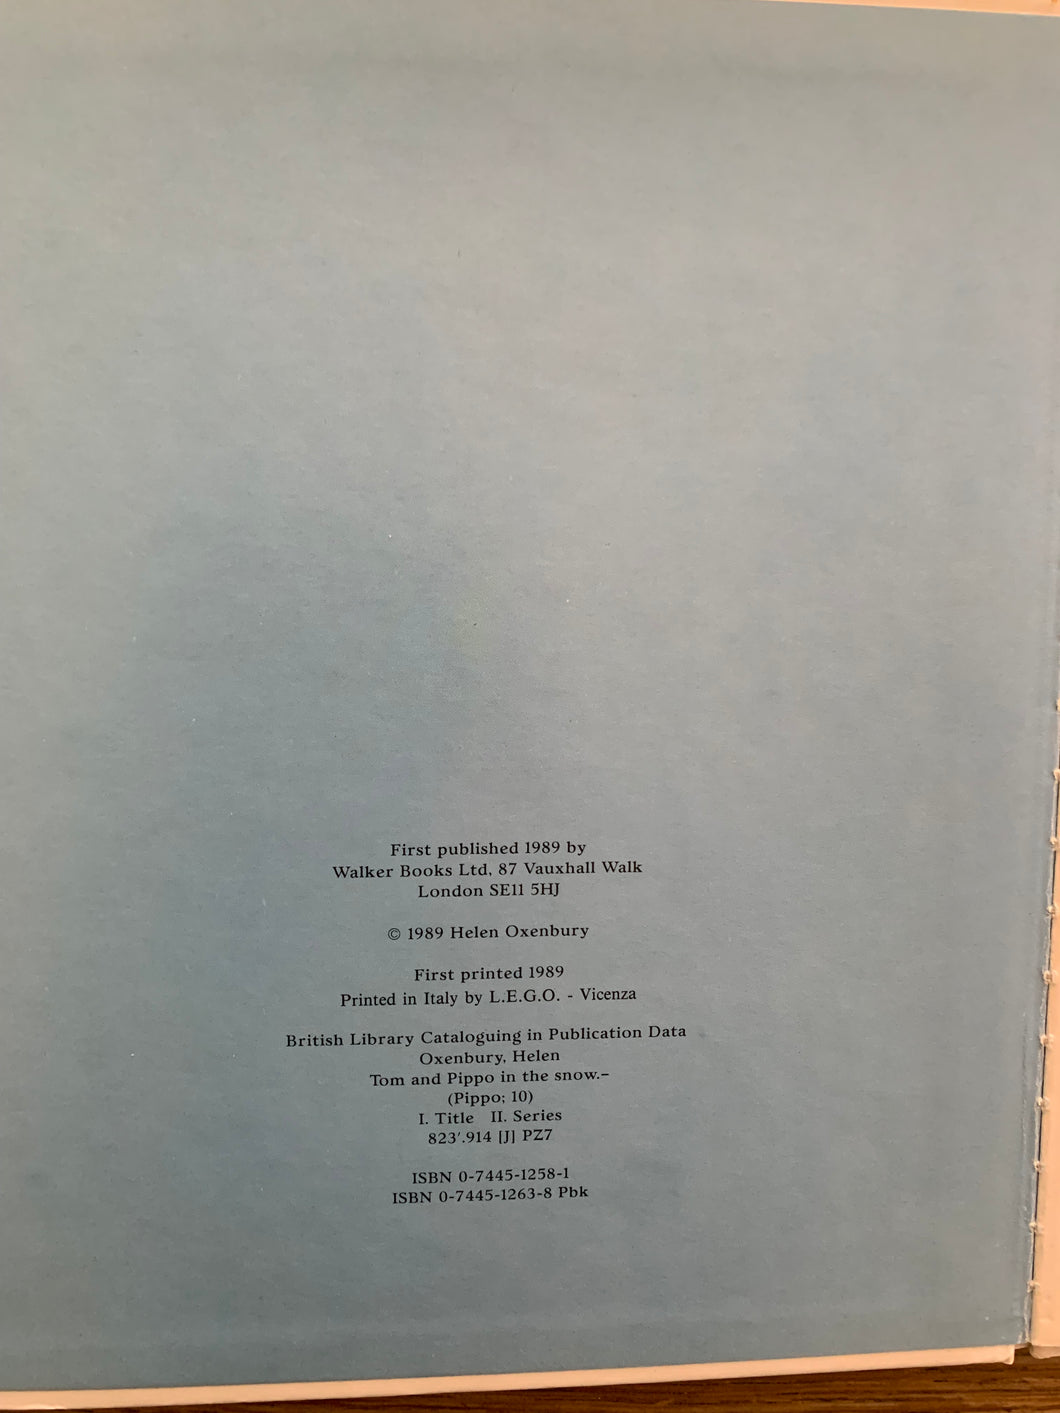 First published 1989 by
Walker Books Ltd, 87 Vauxhall Walk
London SE11 5HJ
© 1989 Helen Oxenbury
First printed 1989
Printed in Italy by L.E.G.O. - Vicenza
British Library Cataloguing in Publication Data
Oxenbury, Helen
Tom and Pippo in the snow.–
(Pippo; 10)
I. Title II. Series
823'.914 [J] PZ7
ISBN 0-7445-1258-1
ISBN 0-7445-1263-8 Pbk